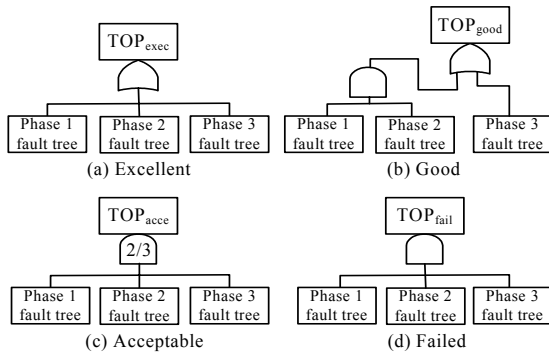 TOPexec
Phase 1 fault tree
Phase 2 fault tree
Phase 3 fault tree
(a) Excellent
TOPgood
Phase 1 fault tree
Phase 2 fault tree
Phase 3 fault tree
(b) Good
TOPacce
2/3
Phase 1 fault tree
Phase 2 fault tree
Phase 3 fault tree
(c) Acceptable
TOPfail
Phase 1 fault tree
Phase 2 fault tree
Phase 3 fault tree
(d) Failed